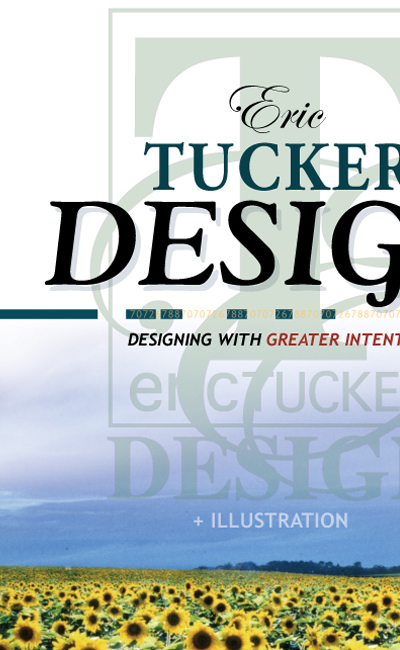 Eric
TUCKER
DESIG
DESIGNING WITH GREATER INTENT
ericTUCKE
DESIG
+ ILLUSTRATION